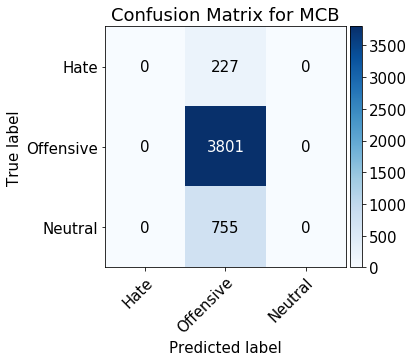 Confusion Matrix for MCB
True label
Hate
0 227 0
Offensive
0 3801 0
Neutral
0 755 0
3500
3000
2500
2000
1500
1000
500
0
Hate
Offensive
Neutral
Predicted label